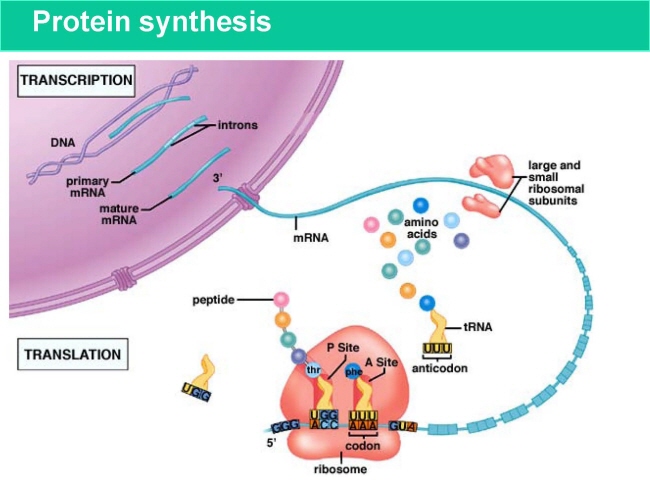 Protein synthesis
TRANSCRIPTION
DNA
introns
primary
mRNA
mature
mRNA
3'
mRNA
large and
small
ribosomal
subunits
amino
acids
peptide
tRNA
UUU
anticodon
TRANSLATION
P Site
A Site
thr
phe
UGG
UGG
UUU
GGG
ACC
AAA
GUA
5'
codon
ribosome